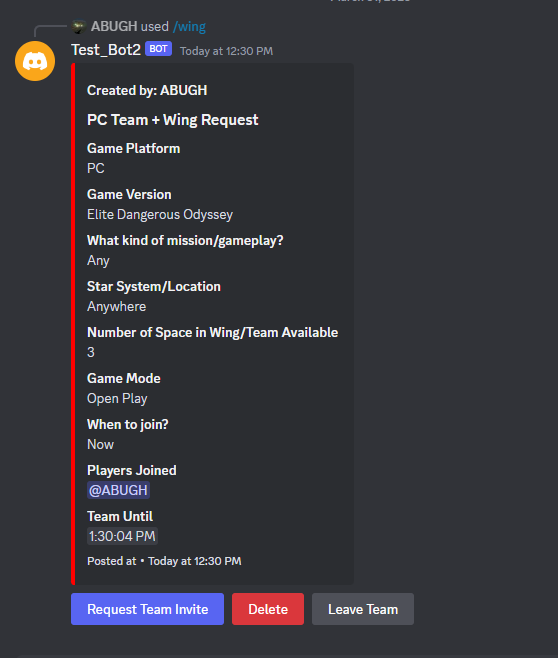 ABUGH used /wing
Test_Bot2 BOT Today at 12:30 PM
Created by: ABUGH
PC Team + Wing Request
Game Platform
PC
Game Version
Elite Dangerous Odyssey
What kind of mission/gameplay?
Any
Star System/Location
Anywhere
Number of Space in Wing/Team Available
3
Game Mode
Open Play
When to join?
Now
Players Joined
@ABUGH
Team Until
1:30:04 PM
Posted at • Today at 12:30 PM
Request Team Invite Delete Leave Team